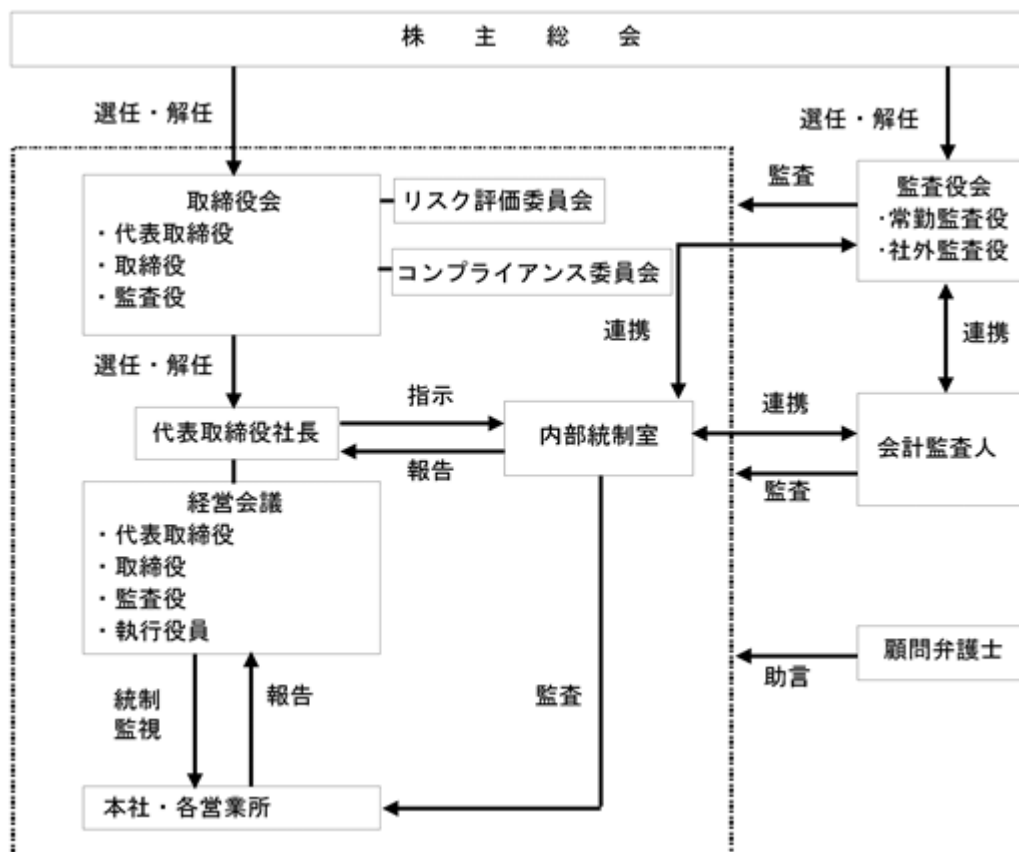 株主総会
選任・解任
選任・解任
取締役会
・代表取締役
・取締役
・監査役
リスク評価委員会
コンプライアンス委員会
監査
監査役会
・常勤監査役
・社外監査役
連携
連携
選任・解任
代表取締役社長
指示
報告
内部統制室
連携
監査
会計監査人
経営会議
・代表取締役
・取締役
・監査役
・執行役員
統制
監視
報告
監査
助言
顧問弁護士
本社・各営業所